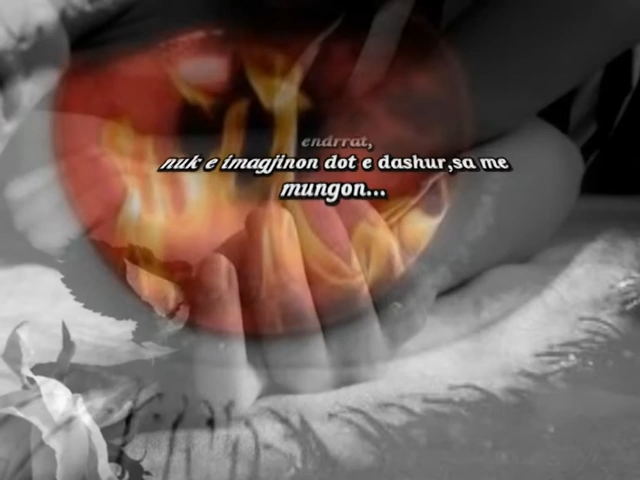 endrrat,
nuk e imagjinon dot e dashur,sa me
mungon...